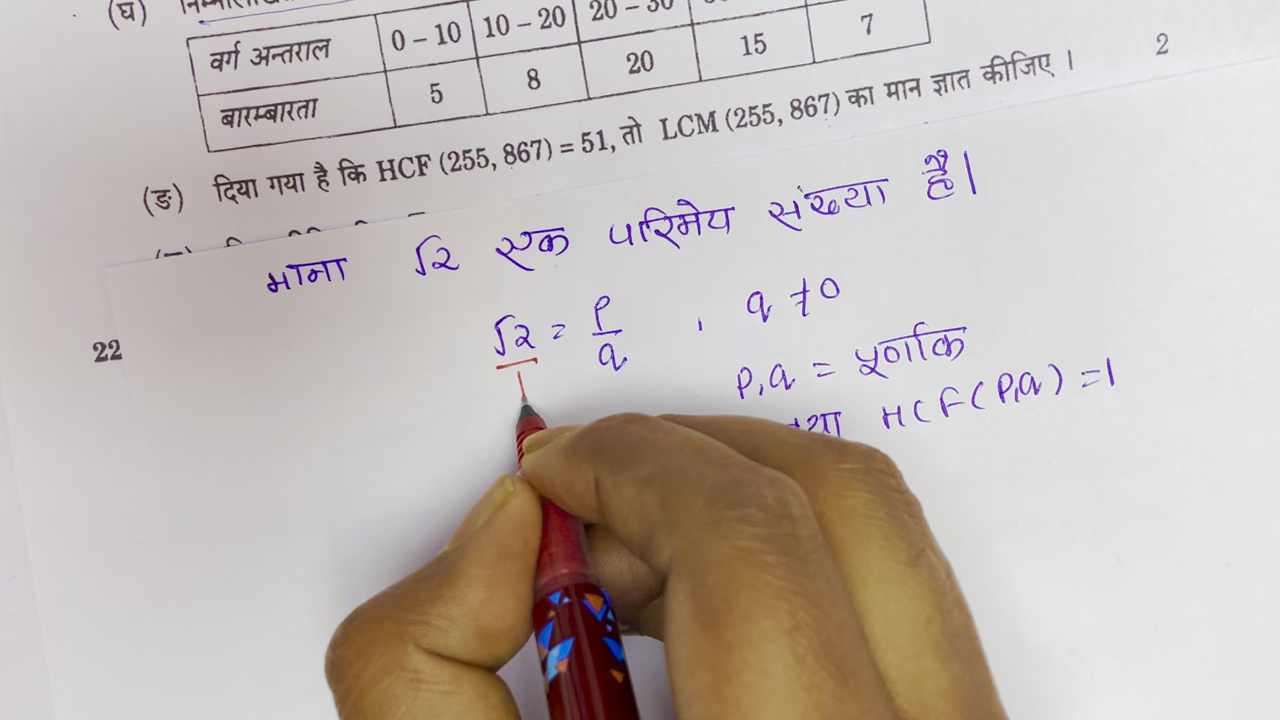 (घ)
वर्ग अन्तराल 0 – 10 10 – 20 20 – 30
बारम्बारता 5 8 20 15 7
(ङ) दिया गया है कि HCF (255, 867) = 51, तो LCM (255, 867) का मान ज्ञात कीजिए । 2
माना √2 एक परिमेय संख्या है।
√2 = p/q , q ≠ 0
22
p,q = पूर्णांक
तथा HCF(p,q) = 1